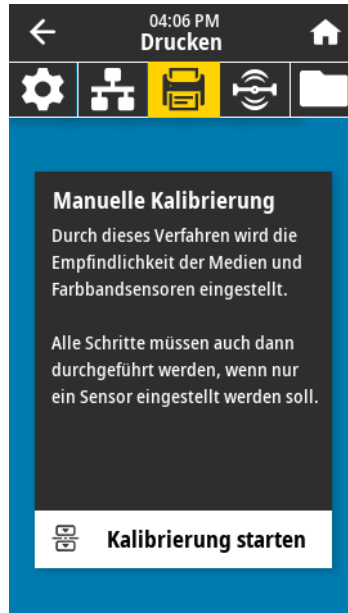 04:06 PM
Drucken
Manuelle Kalibrierung
Durch dieses Verfahren wird die
Empfindlichkeit der Medien und
Farbbandsensoren eingestellt.
Alle Schritte müssen auch dann
durchgeführt werden, wenn nur
ein Sensor eingestellt werden soll.
Kalibrierung starten